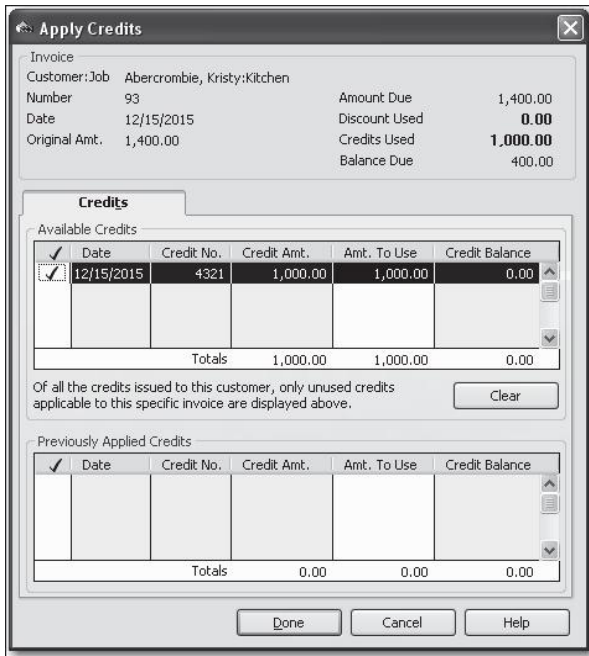 Apply Credits
Invoice
Customer:Job Abercrombie, Kristy:Kitchen
Number 93 Amount Due 1,400.00
Date 12/15/2015 Discount Used 0.00
Original Amt. 1,400.00 Credits Used 1,000.00
Balance Due 400.00
Credits
Available Credits
✓ Date Credit No. Credit Amt. Amt. To Use Credit Balance
✓ 12/15/2015 4321 1,000.00 1,000.00 0.00
Totals 1,000.00 1,000.00 0.00
Of all the credits issued to this customer, only unused credits
applicable to this specific invoice are displayed above.
Clear
Previously Applied Credits
✓ Date Credit No. Credit Amt. Amt. To Use Credit Balance
Totals 0.00 0.00 0.00
Done Cancel Help